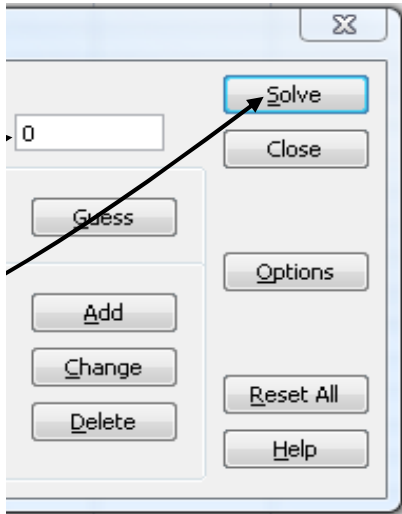 Solve
0
Close
Guess
Options
Add
Change
Reset All
Delete
Help